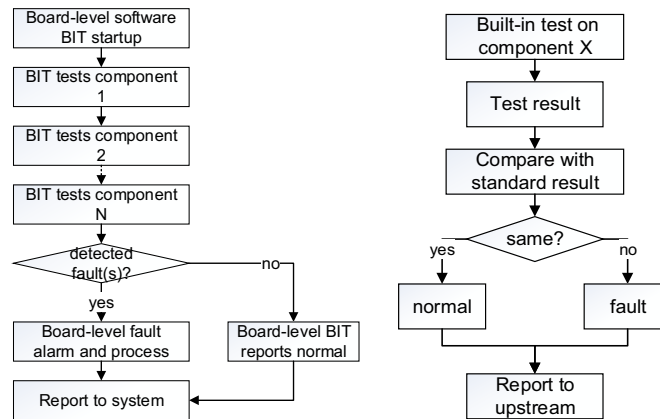 Board-level software
BIT startup
BIT tests component
1
BIT tests component
2
BIT tests component
N
detected
fault(s)?
no
yes
Board-level fault
alarm and process
Board-level BIT
reports normal
Report to system
Built-in test on
component X
Test result
Compare with
standard result
same?
yes
no
normal
fault
Report to
upstream